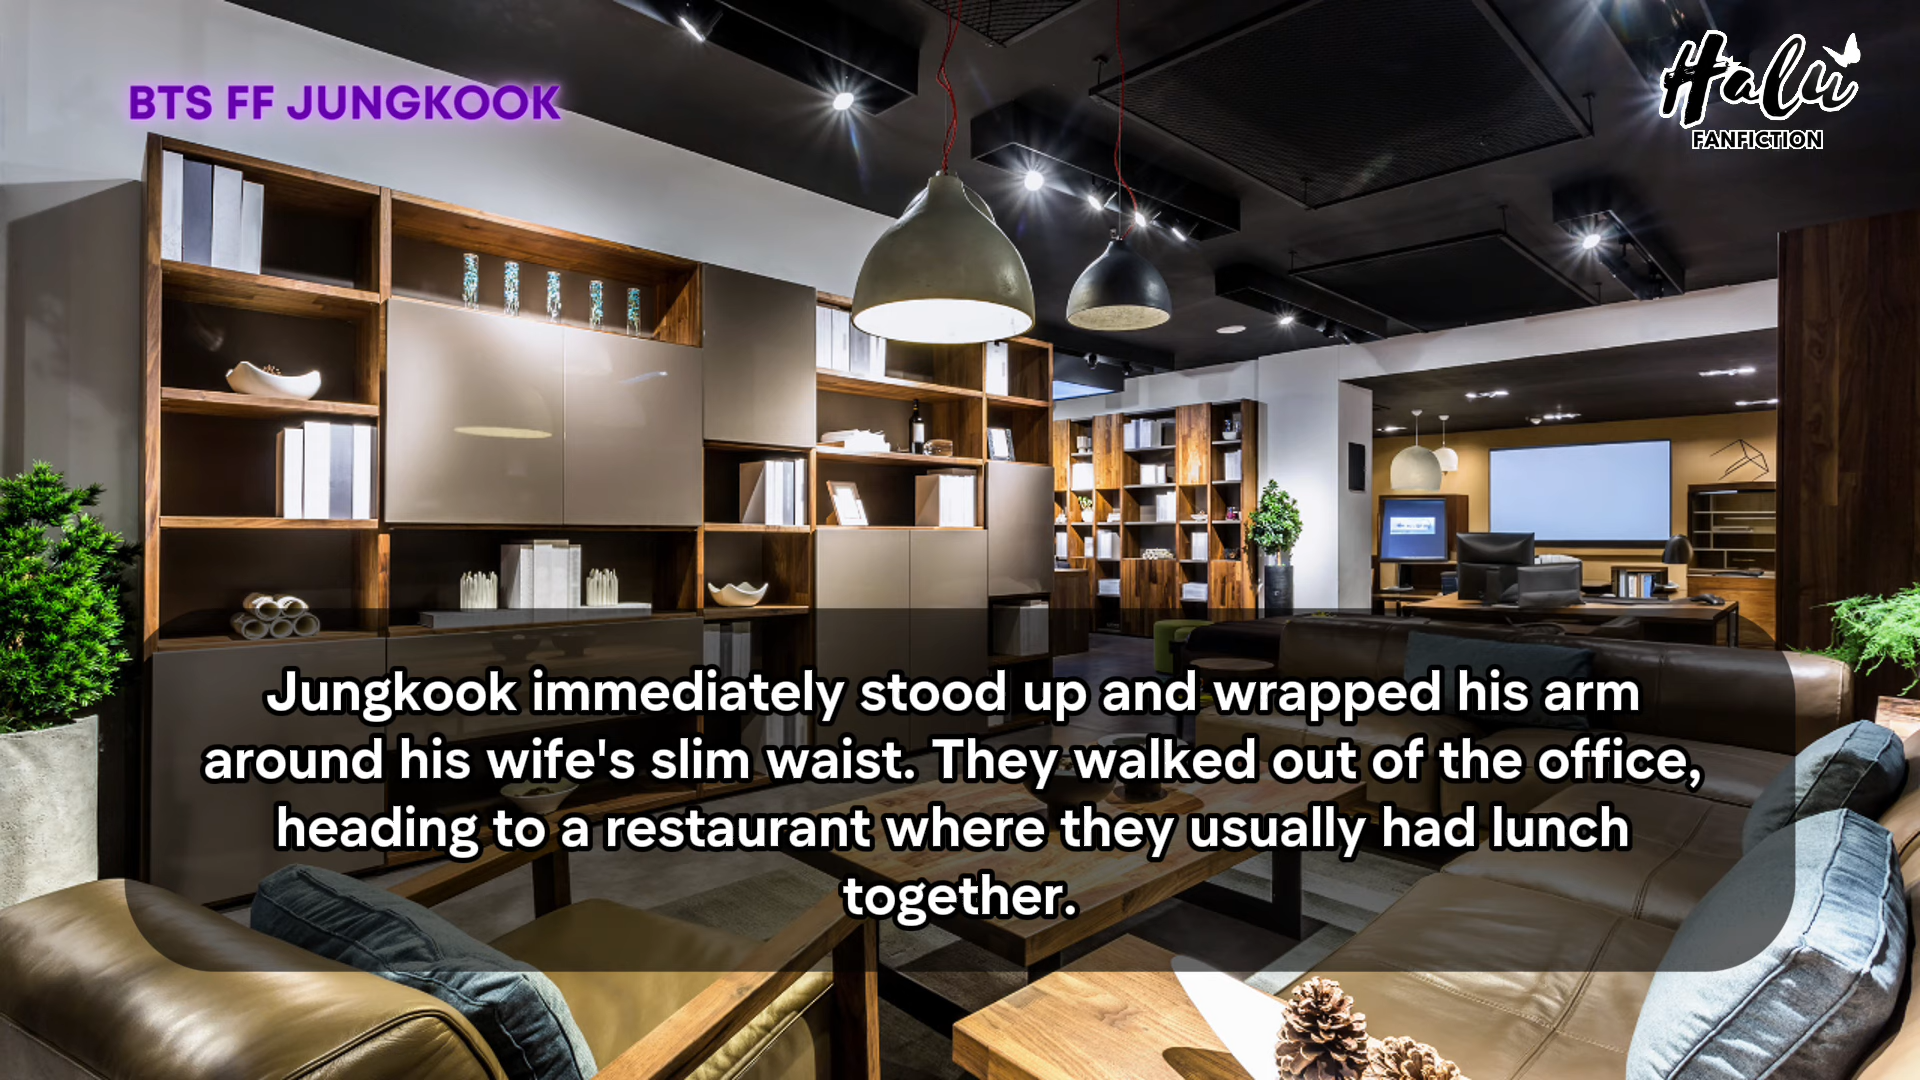 BTS FF JUNGKOOK
Halu
FANFICTION
Jungkook immediately stood up and wrapped his arm
around his wife's slim waist. They walked out of the office,
heading to a restaurant where they usually had lunch
together.